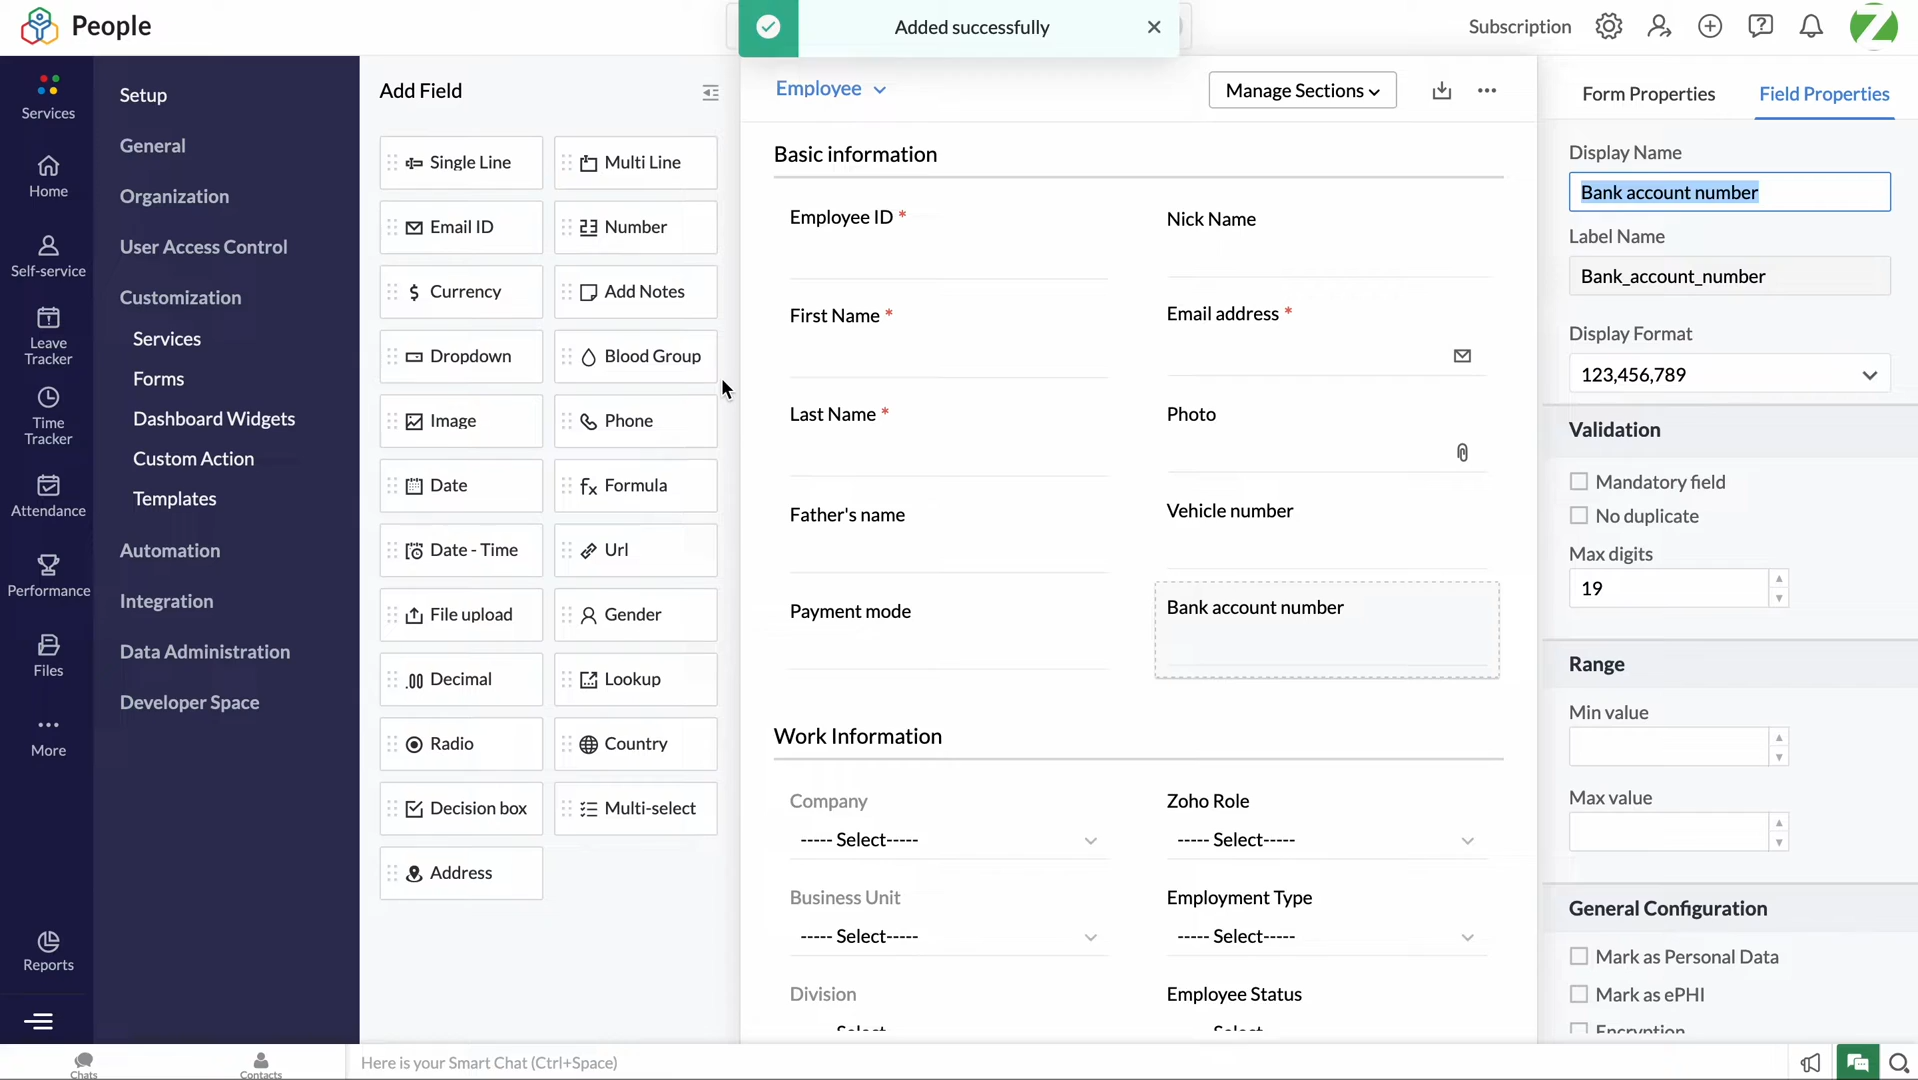 People
Added successfully
Subscription
Services
Home
Self-service
Leave
Tracker
Time
Tracker
Attendance
Performance
Files
More
Reports
Setup
General
Organization
User Access Control
Customization
Services
Forms
Dashboard Widgets
Custom Action
Templates
Automation
Integration
Data Administration
Developer Space
Add Field
Single Line
Multi Line
Email ID
Number
Currency
Add Notes
Dropdown
Blood Group
Image
Phone
Date
Formula
Date - Time
Url
File upload
Gender
Decimal
Lookup
Radio
Country
Decision box
Multi-select
Address
Employee
Manage Sections
Basic information
Employee ID *
Nick Name
First Name *
Email address *
Last Name *
Photo
Father's name
Vehicle number
Payment mode
Bank account number
Work Information
Company
----- Select-----
Zoho Role
----- Select-----
Business Unit
----- Select-----
Employment Type
----- Select-----
Division
Select
Employee Status
Select
Form Properties
Field Properties
Display Name
Bank account number
Label Name
Bank_account_number
Display Format
123,456,789
Validation
Mandatory field
No duplicate
Max digits
19
Range
Min value
Max value
General Configuration
Mark as Personal Data
Mark as ePHI
Encryption
Chats
Contacts
Here is your Smart Chat (Ctrl+Space)